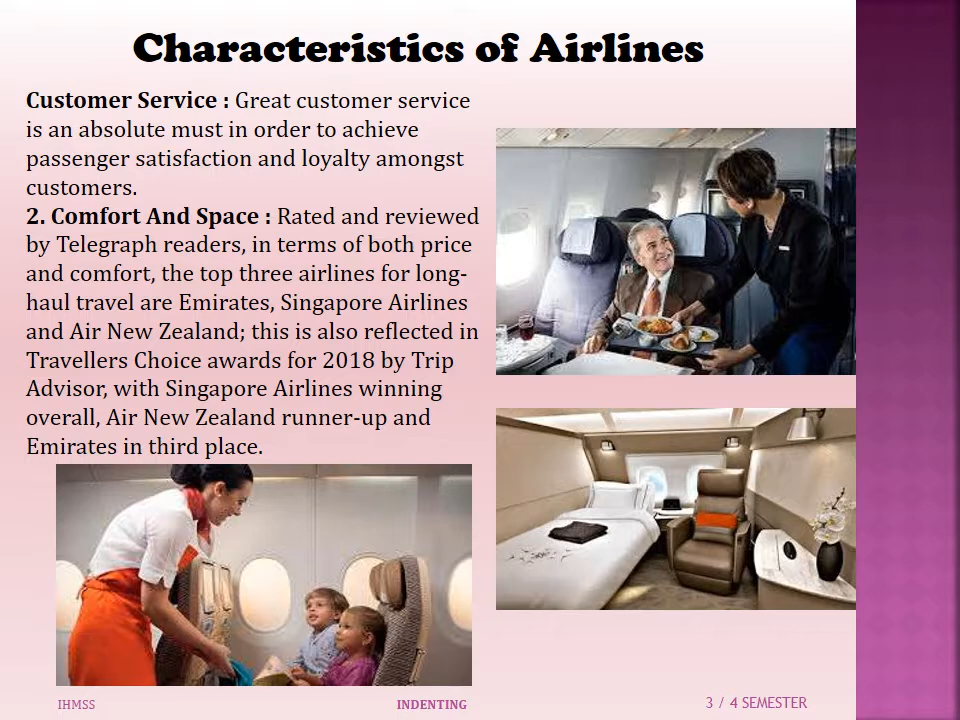 Characteristics of Airlines
Customer Service : Great customer service
is an absolute must in order to achieve
passenger satisfaction and loyalty amongst
customers.
2. Comfort And Space : Rated and reviewed
by Telegraph readers, in terms of both price
and comfort, the top three airlines for long-
haul travel are Emirates, Singapore Airlines
and Air New Zealand; this is also reflected in
Travellers Choice awards for 2018 by Trip
Advisor, with Singapore Airlines winning
overall, Air New Zealand runner-up and
Emirates in third place.
IHMSS
INDENTING
3 / 4 SEMESTER